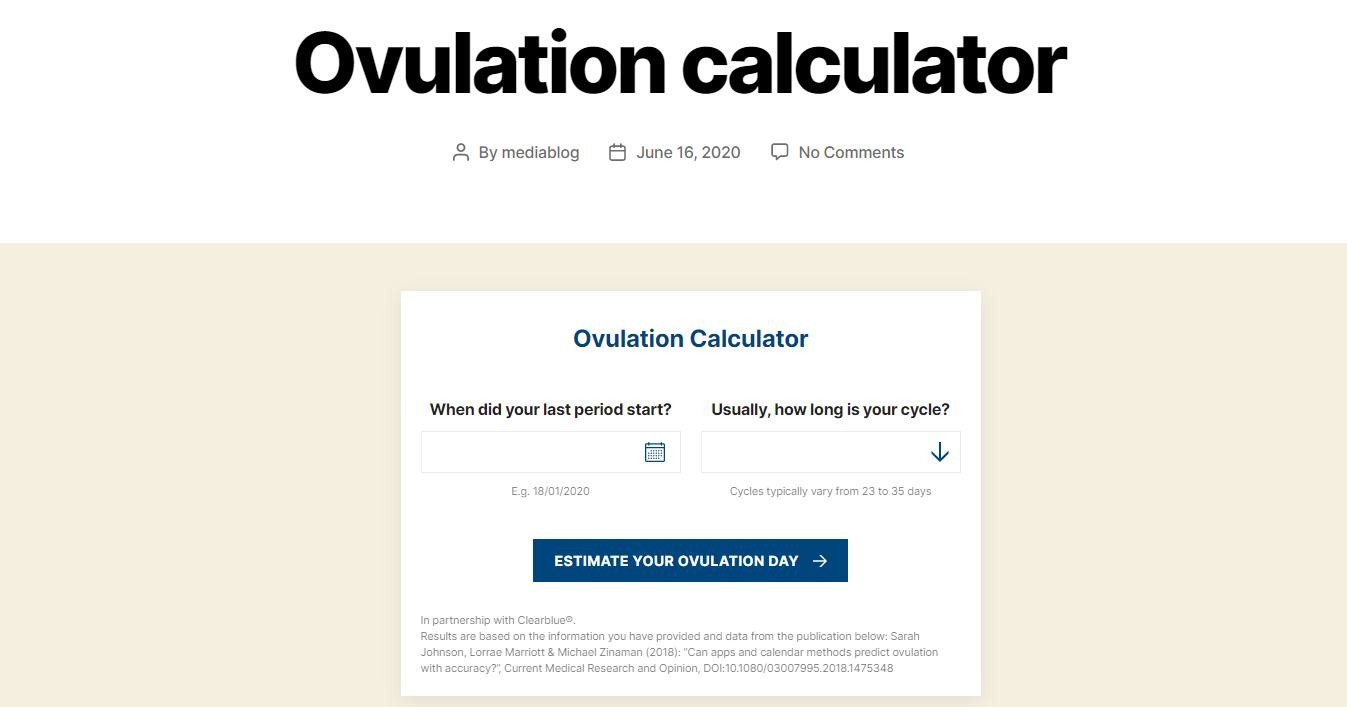 Ovulation calculator
By mediablog June 16, 2020 No Comments
Ovulation Calculator
When did your last period start? Usually, how long is your cycle?
E.g. 18/01/2020 Cycles typically vary from 23 to 35 days
ESTIMATE YOUR OVULATION DAY
In partnership with Clearblue®.
Results are based on the information you have provided and data from the publication below: Sarah
Johnson, Lorrae Marriott & Michael Zinaman (2018): "Can apps and calendar methods predict ovulation
with accuracy?", Current Medical Research and Opinion, DOI:10.1080/03007995.2018.1475348